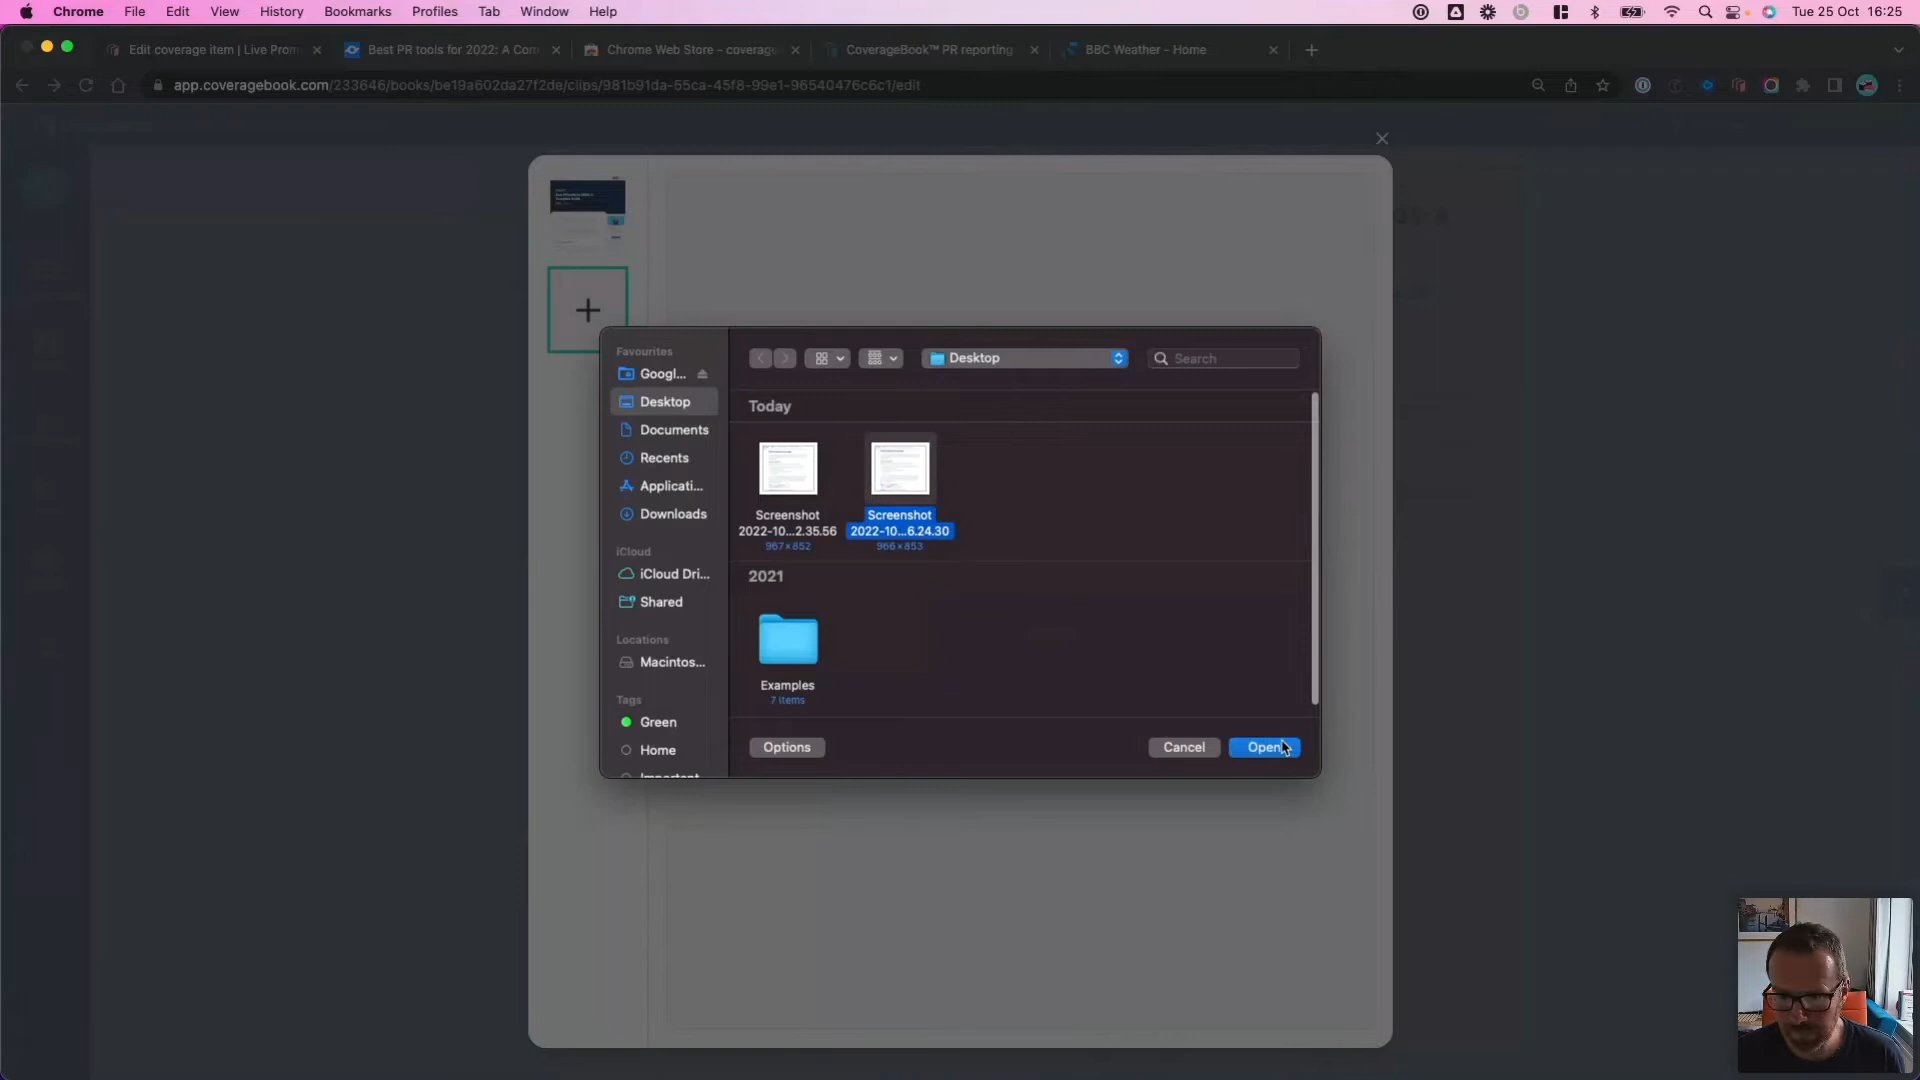 Chrome File Edit View History Bookmarks Profiles Tab Window Help Tue 25 Oct 16:25
Edit coverage item | Live Prom Best PR tools for 2022: A Com Chrome Web Store - coverage CoverageBook™ PR reporting BBC Weather - Home
app.coveragebook.com/233646/books/be19a602da27f2de/clips/981b91da-55ca-45f8-99e1-96540476c6c1/edit
Favourites
Googl...
Desktop
Documents
Recents
Applicati...
Downloads
iCloud
iCloud Dri...
Shared
Locations
Macintos...
Tags
Green
Home
Important
Desktop
Search
Today
Screenshot
2022-10...2.35.56
967×852
Screenshot
2022-10...6.24.30
966×853
2021
Examples
7 items
Options
Cancel
Open